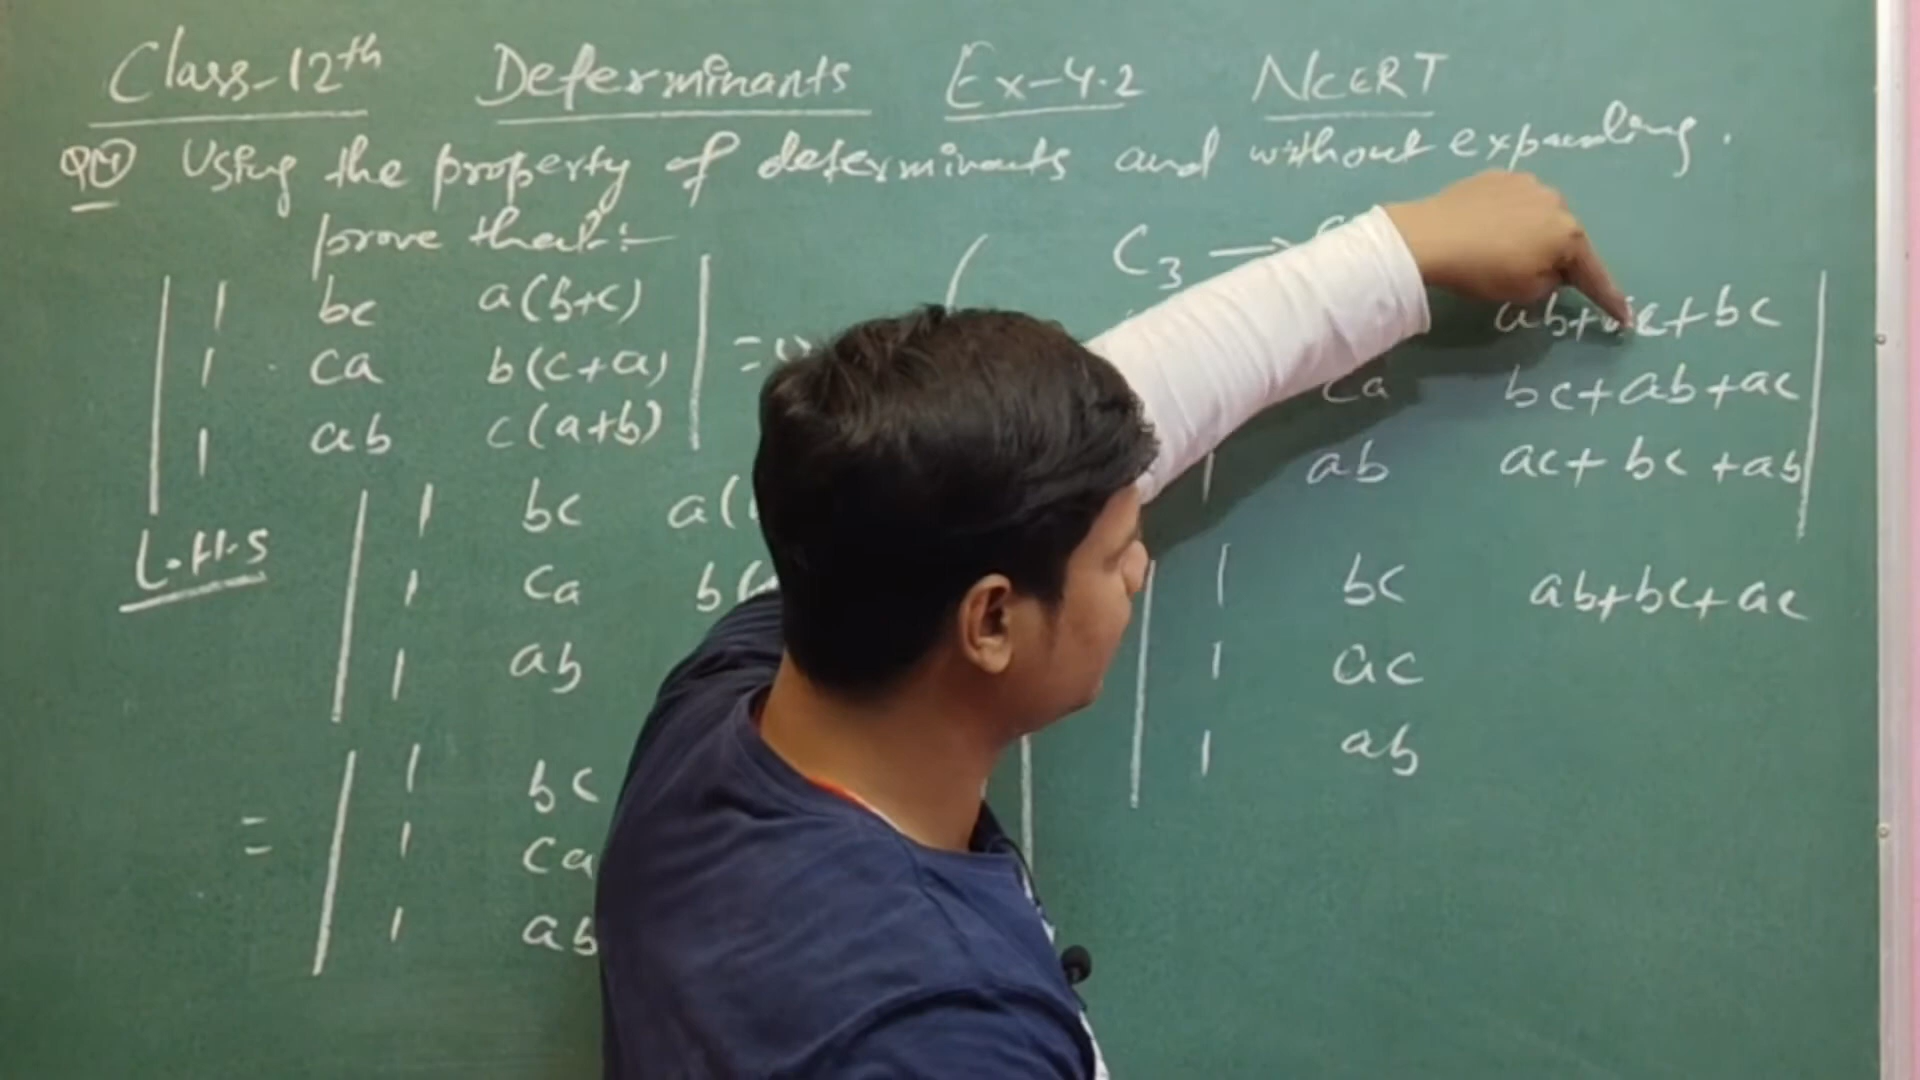 Class-12th Determinants Ex-4.2 NCERT
Q④ Using the property of determinants and without expanding.
prove that:-
| 1 bc a(b+c) |
| 1 ca b(c+a) | =
| 1 ab c(a+b) |
L.H.S | 1 bc a(
1 ca b(
1 ab
= | 1 bc
1 ca
1 ab
C3 →
ab+ac+bc |
ca bc+ab+ac
1 ab ac+bc+ab
| 1 bc ab+bc+ac
1 ac
1 ab